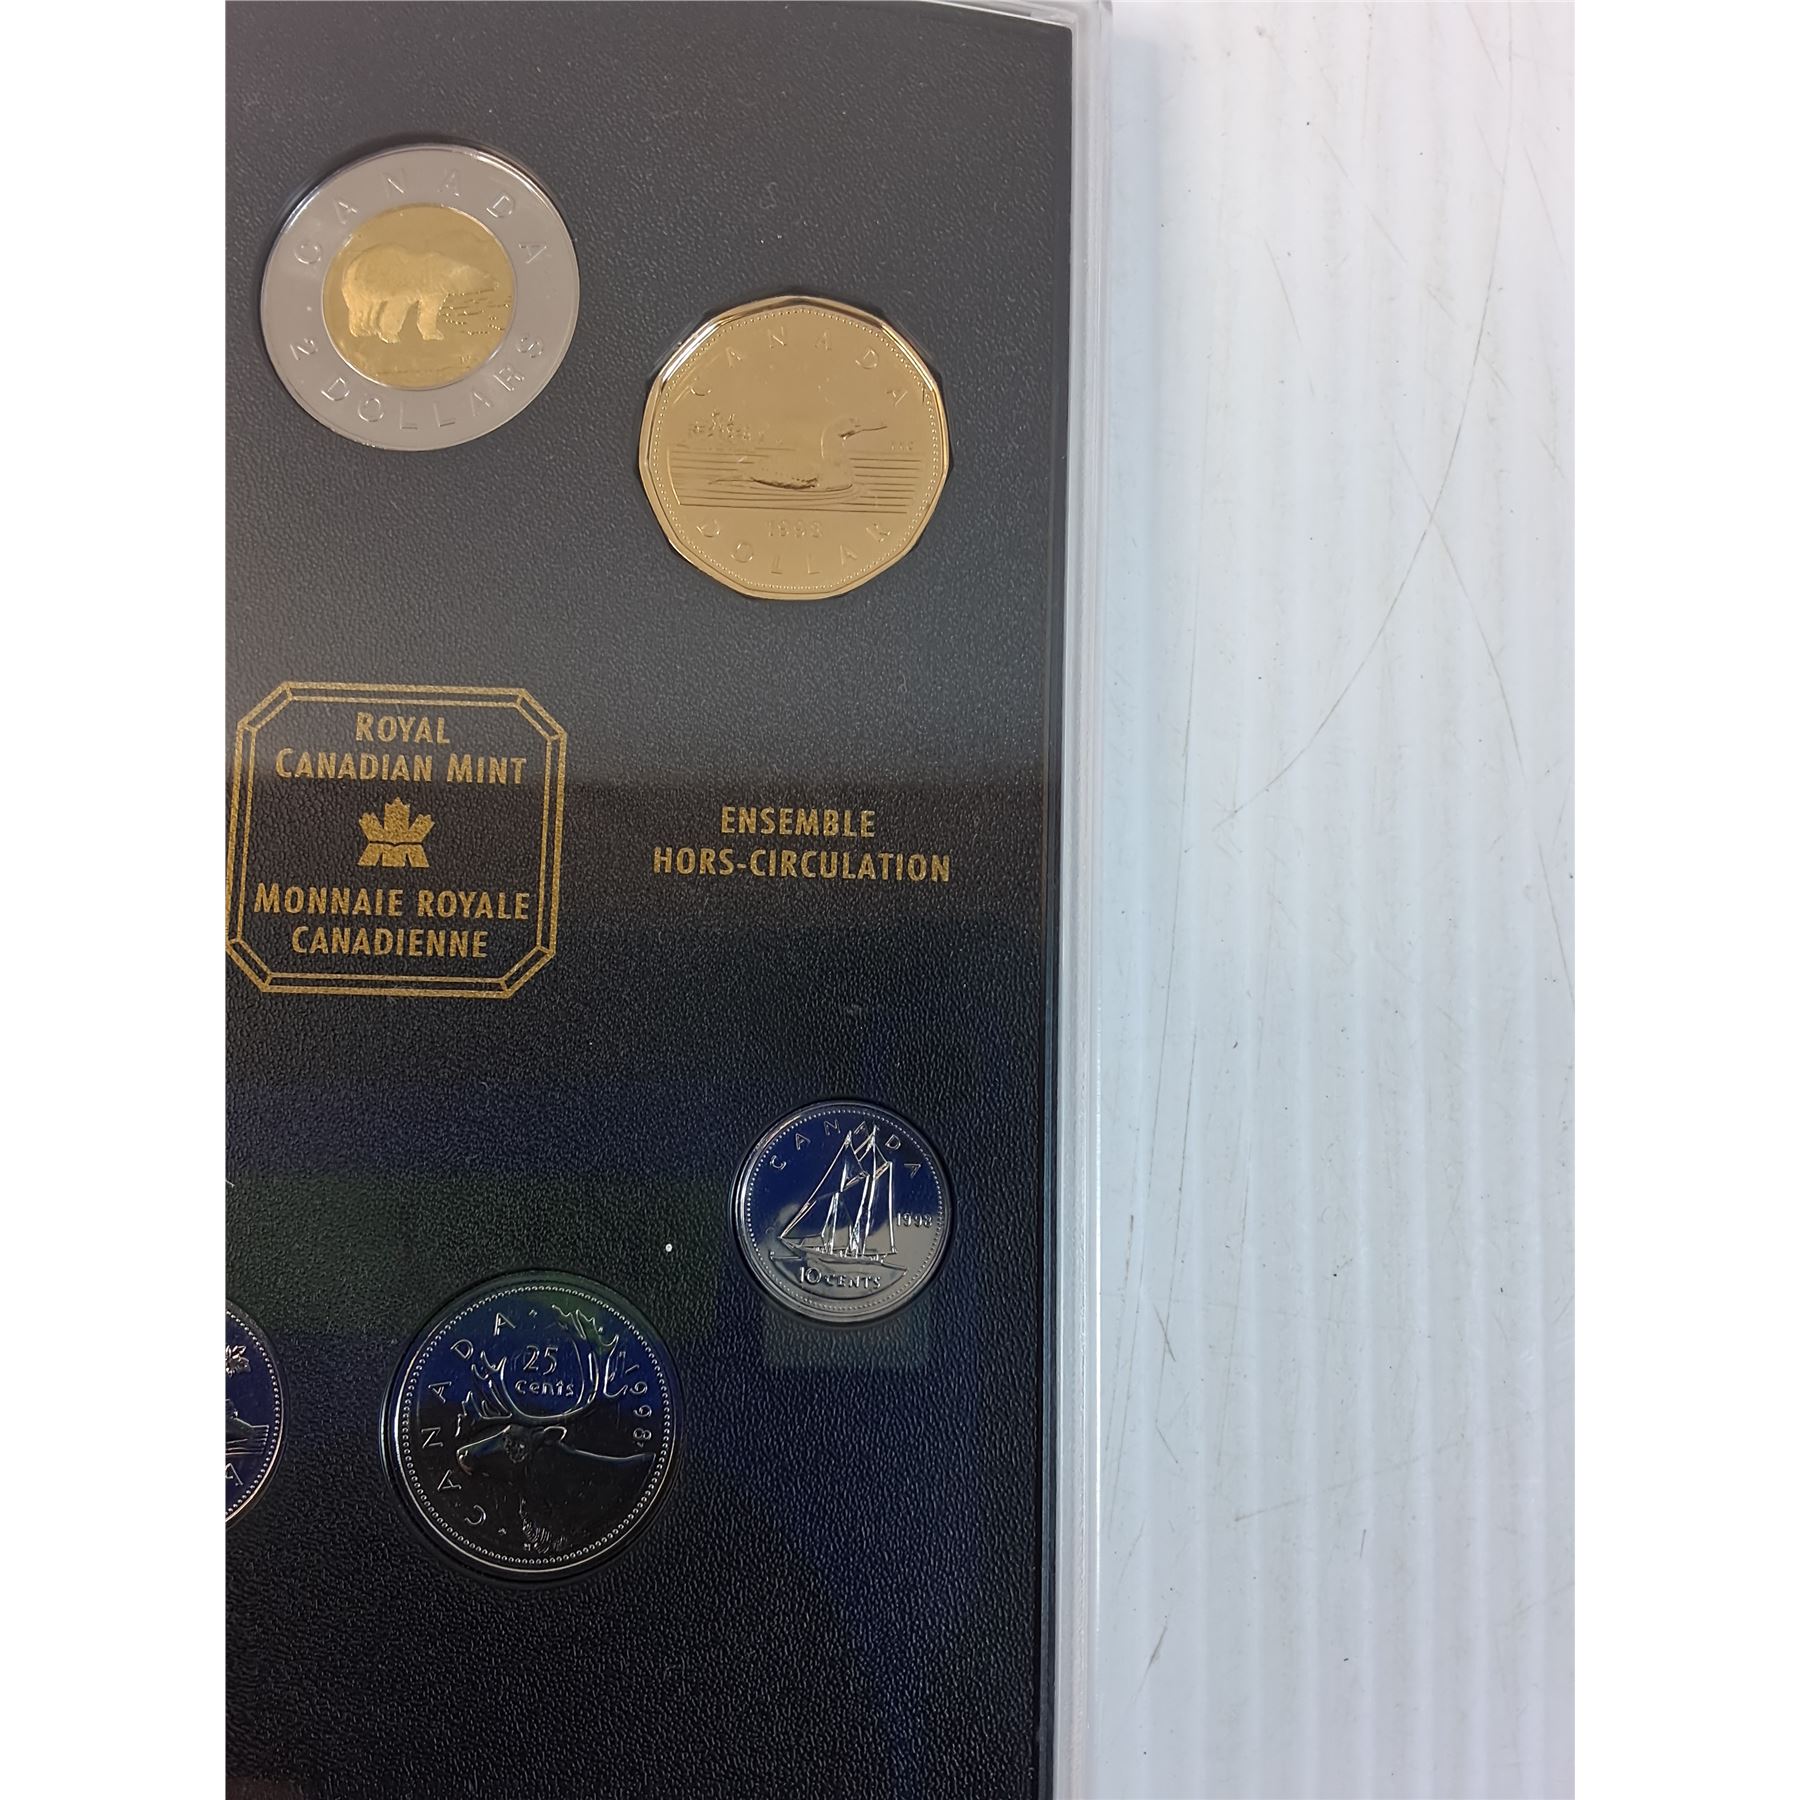 CANADA
2 DOLLARS
CANADA
1998
DOLLAR
ROYAL
CANADIAN MINT
MONNAIE ROYALE
CANADIENNE
ENSEMBLE
HORS-CIRCULATION
CANADA
1998
10 CENTS
CANADA 1998
25
cents